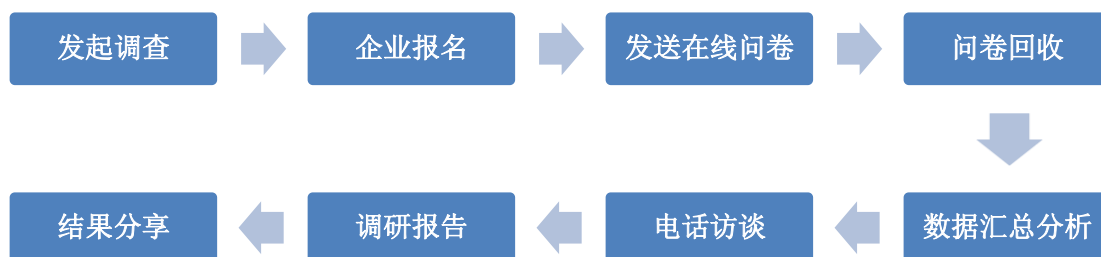 发起调查
企业报名
发送在线问卷
问卷回收
数据汇总分析
电话访谈
调研报告
结果分享